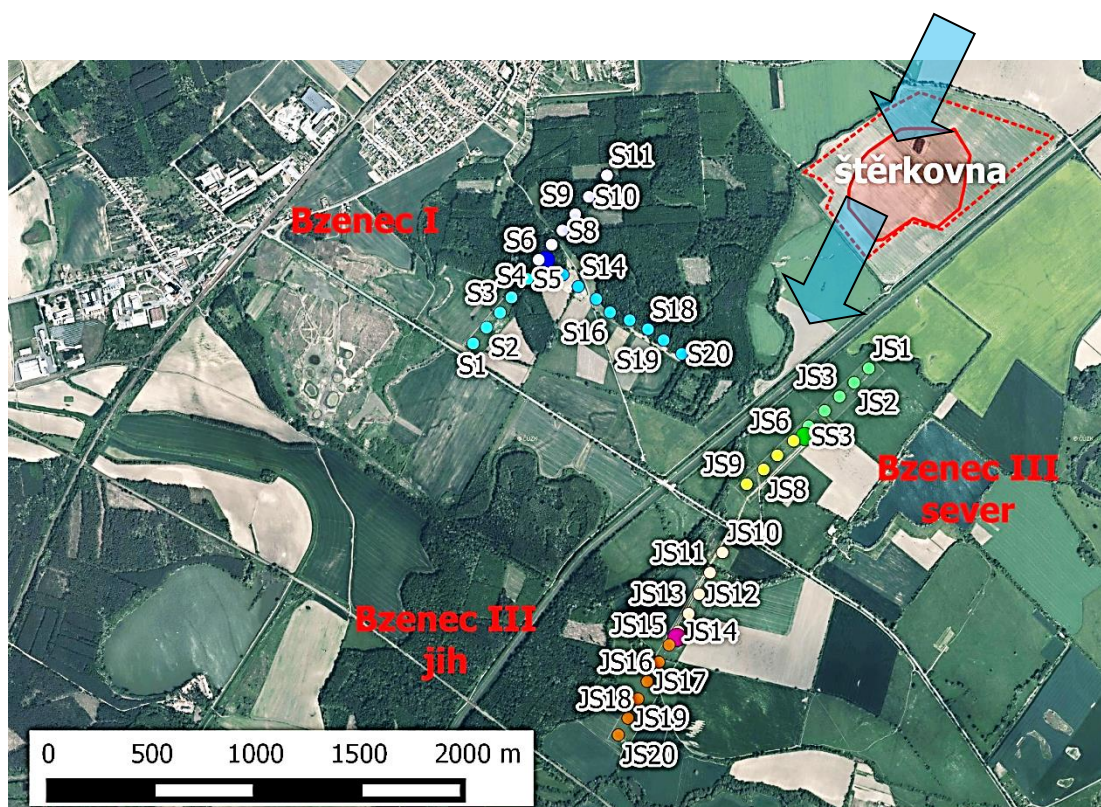 štěrkovna
S11
S9
S10
Bzenec I
S8
S6
S14
S4
S5
S3
S16
S18
S2
S1
S19
S20
JS1
JS3
JS2
JS6
SS3
JS9
JS8
Bzenec III
sever
JS10
JS11
JS12
JS13
Bzenec III
jih
JS15
JS14
JS16
JS17
JS18
JS19
JS20
0 500 1000 1500 2000 m
© ČÚZK
© ČÚZK